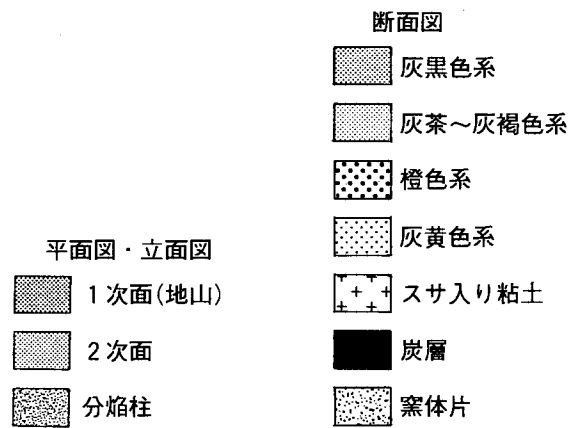 断面図
灰黒色系
灰茶～灰褐色系
橙色系
灰黄色系
スサ入り粘土
炭層
窯体片
平面図・立面図
1次面(地山)
2次面
分焔柱